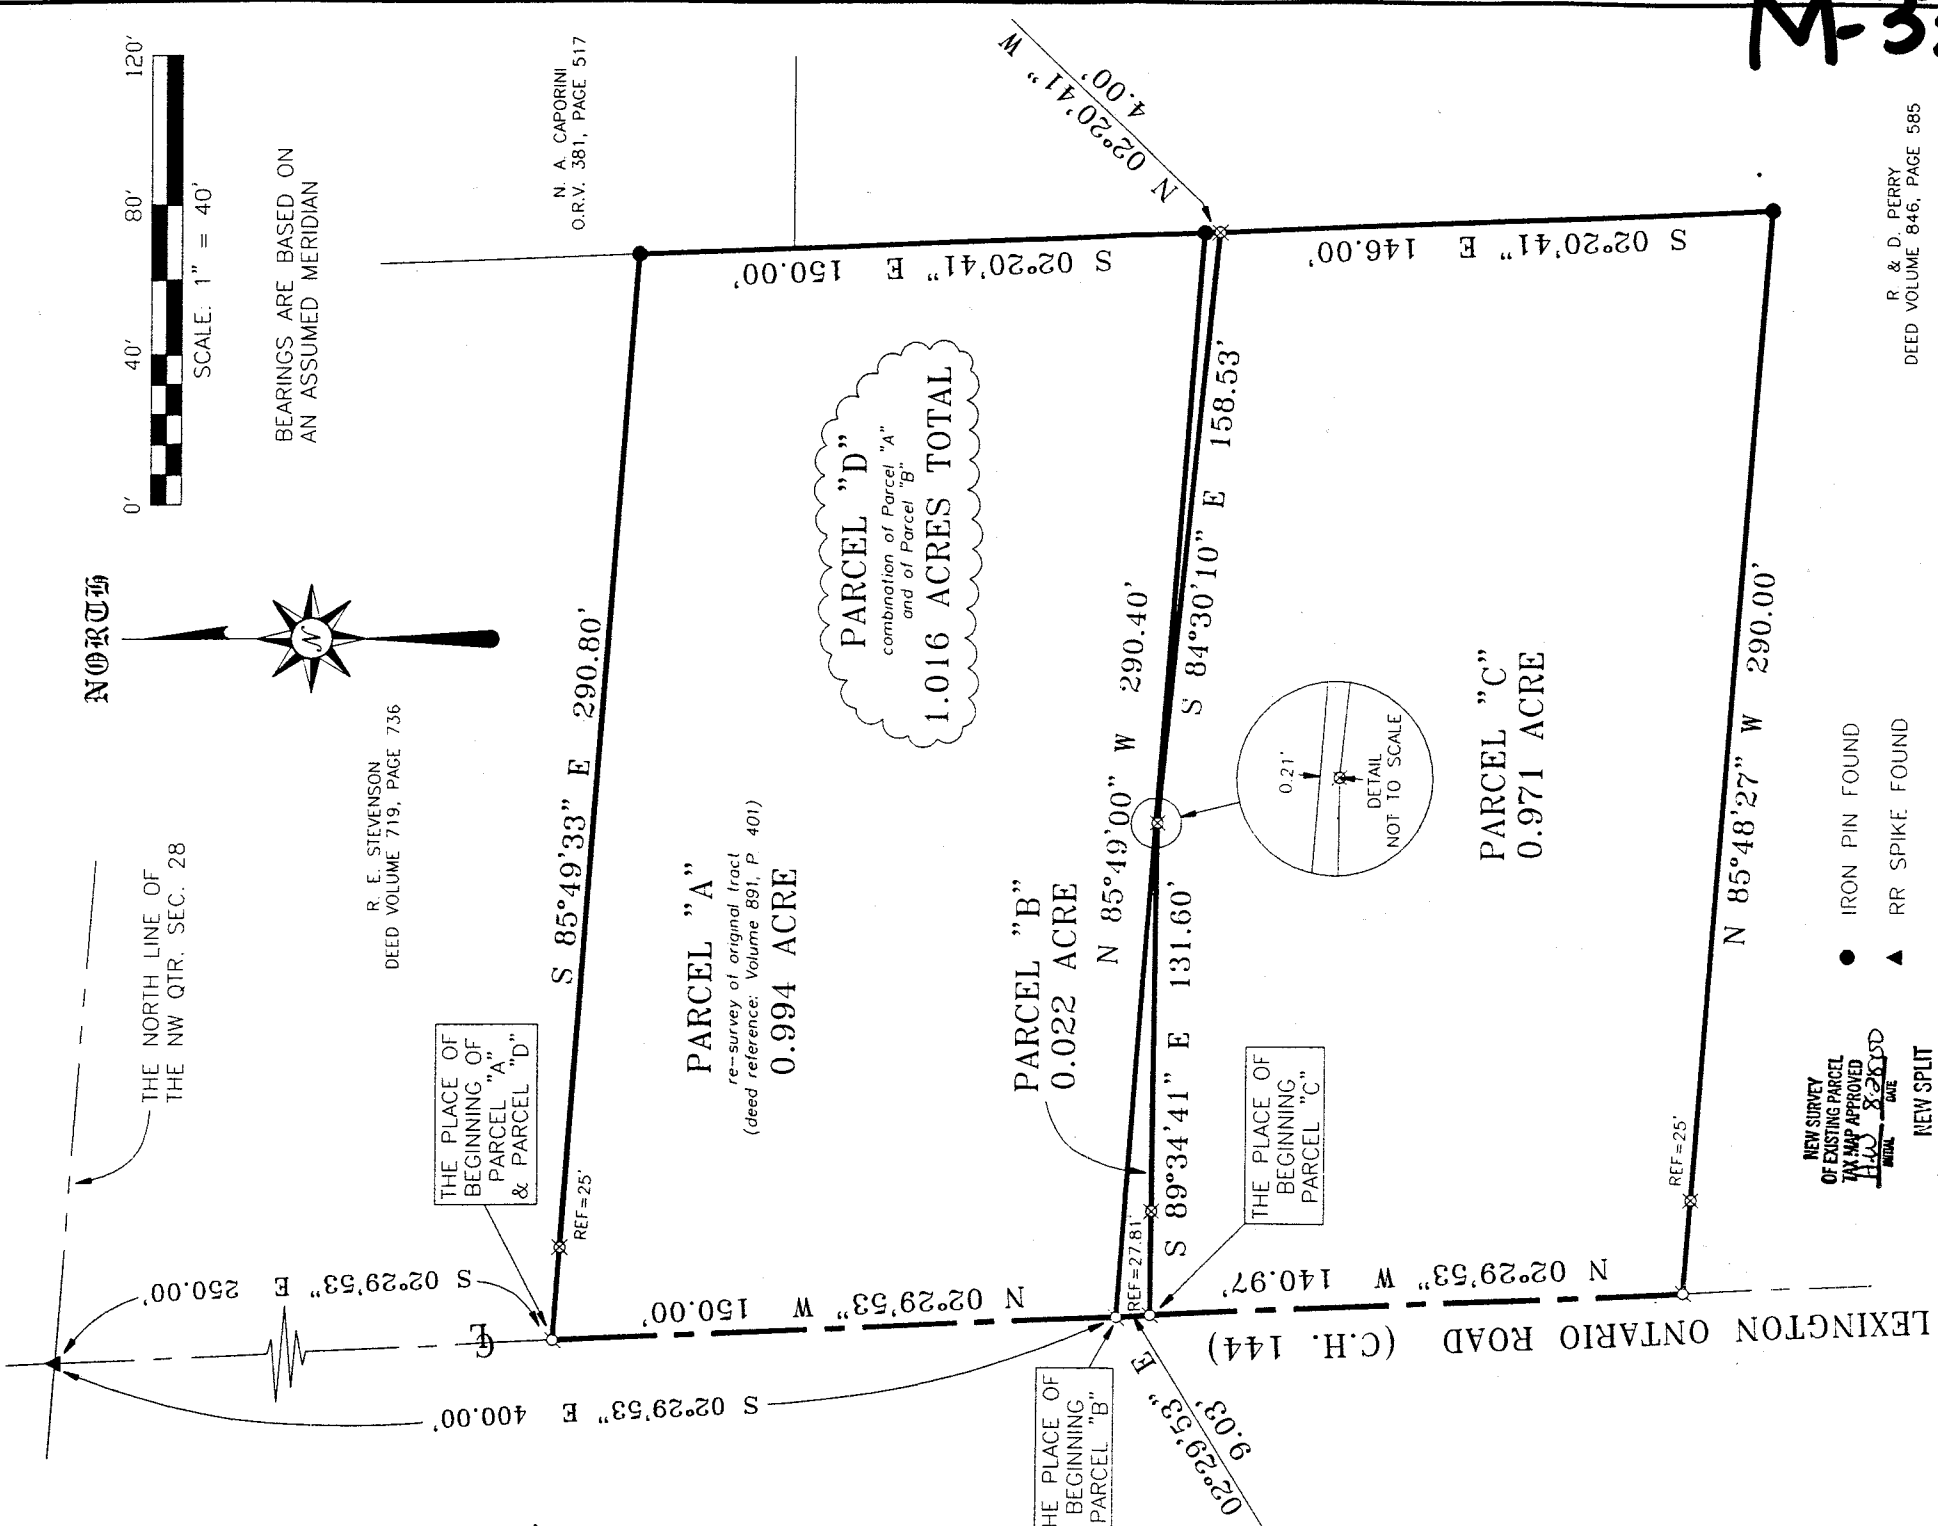 M-3
120'
80'
40'
0'
SCALE: 1" = 40'
BEARINGS ARE BASED ON
AN ASSUMED MERIDIAN
N. A. CAPORINI
O.R.V. 381, PAGE 517
N 02°20'41" W
4.00'
R. & D. PERRY
DEED VOLUME 846, PAGE 585
NORTH
N
R. E. STEVENSON
DEED VOLUME 719, PAGE 736
THE NORTH LINE OF
THE NW QTR. SEC. 28
S 85°49'33" E 290.80'
S 02°20'41" E
150.00'
S 02°20'41" E 146.00'
PARCEL "D"
combination of Parcel "A"
and of Parcel "B"
1.016 ACRES TOTAL
PARCEL "A"
re-survey of original tract
(deed reference: Volume 891, P. 401)
0.994 ACRE
N 85°49'00" W 290.40'
S 84°30'10" E 158.53'
PARCEL "B"
0.022 ACRE
S 89°34'41" E 131.60'
0.21'
DETAIL
NOT TO SCALE
PARCEL "C"
0.971 ACRE
N 85°48'27" W 290.00'
THE PLACE OF
BEGINNING OF
PARCEL "A"
& PARCEL "D"
REF=25'
REF=27.81'
THE PLACE OF
BEGINNING
PARCEL "C"
REF=25'
S 02°29'53" E 250.00'
N 02°29'53" W 150.00'
N 02°29'53" W 140.97'
S 02°29'53" E 400.00'
LEXINGTON ONTARIO ROAD (C.H. 144)
HE PLACE OF
BEGINNING
PARCEL "B"
02°29'53" E
9.03'
IRON PIN FOUND
RR SPIKE FOUND
NEW SURVEY
OF EXISTING PARCEL
TAX MAP APPROVED
INITIAL DATE
NEW SPLIT